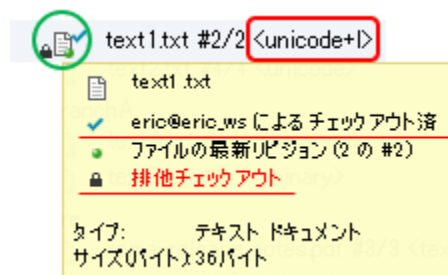 text1.txt #2/2 <unicode+l>
text1.txt
eric@eric_ws によるチェックアウト済
ファイルの最新リビジョン (2 の #2)
排他チェックアウト
タイプ: テキスト ドキュメント
サイズ(バイト):36バイト